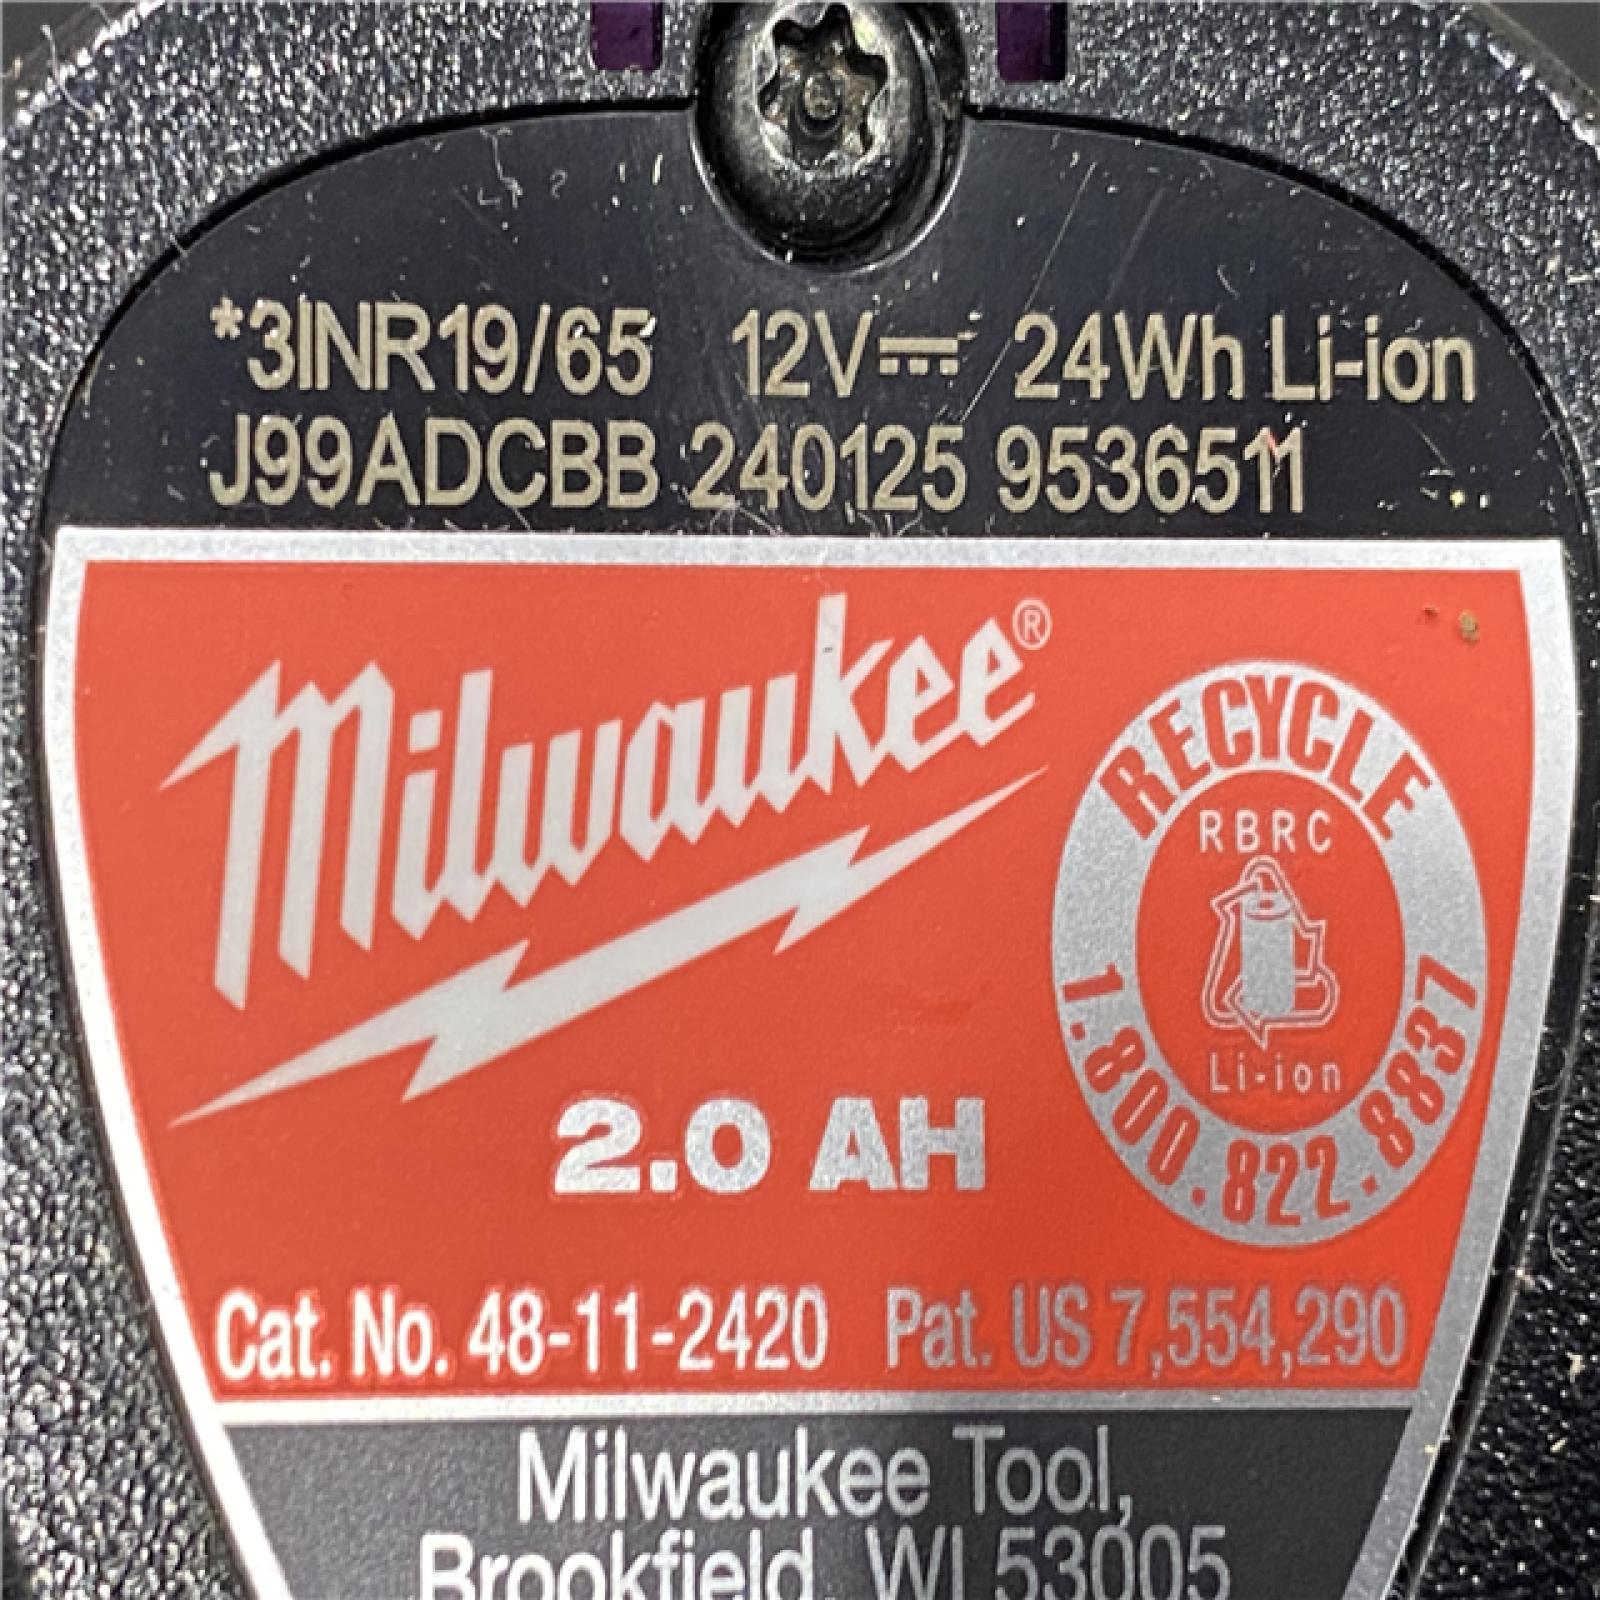 *3INR19/65 12V⎓ 24Wh Li-ion
J99ADCBB 240125 9536511
Milwaukee®
RECYCLE
RBRC
Li-ion
1.800.822.8837
2.0 AH
Cat. No. 48-11-2420 Pat. US 7,554,290
Milwaukee Tool,
Brookfield, WI 53005